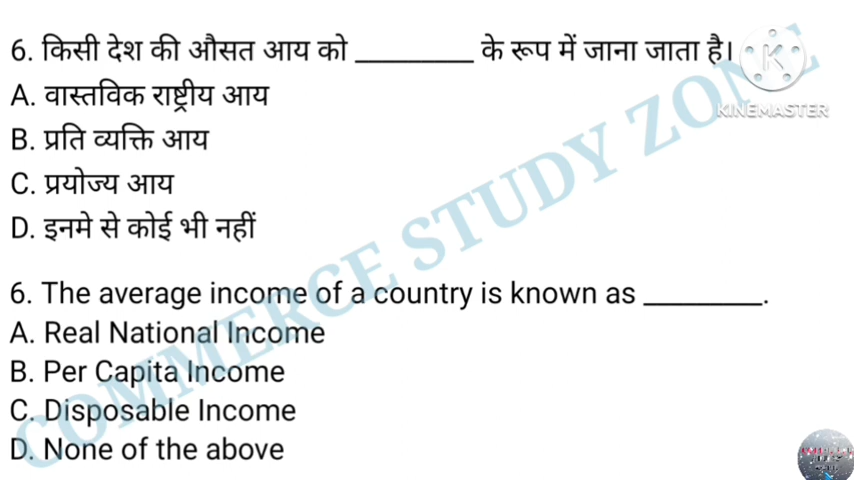 6. किसी देश की औसत आय को ________ के रूप में जाना जाता है।
A. वास्तविक राष्ट्रीय आय
B. प्रति व्यक्ति आय
C. प्रयोज्य आय
D. इनमे से कोई भी नहीं
6. The average income of a country is known as ________.
A. Real National Income
B. Per Capita Income
C. Disposable Income
D. None of the above
COMMERCE STUDY ZONE
K
KINEMASTER